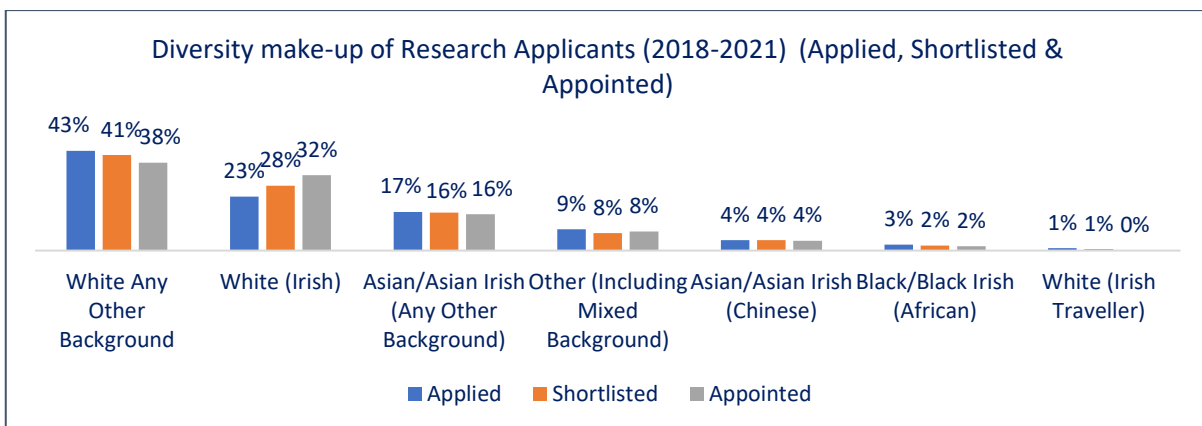 Diversity make-up of Research Applicants (2018-2021) (Applied, Shortlisted &
Appointed)
43% 41% 38% 23% 28% 32% 17% 16% 16% 9% 8% 8% 4% 4% 4% 3% 2% 2% 1% 1% 0%
White Any Other Background
White (Irish)
Asian/Asian Irish (Any Other Background)
Other (Including Mixed Background)
Asian/Asian Irish (Chinese)
Black/Black Irish (African)
White (Irish Traveller)
Applied Shortlisted Appointed